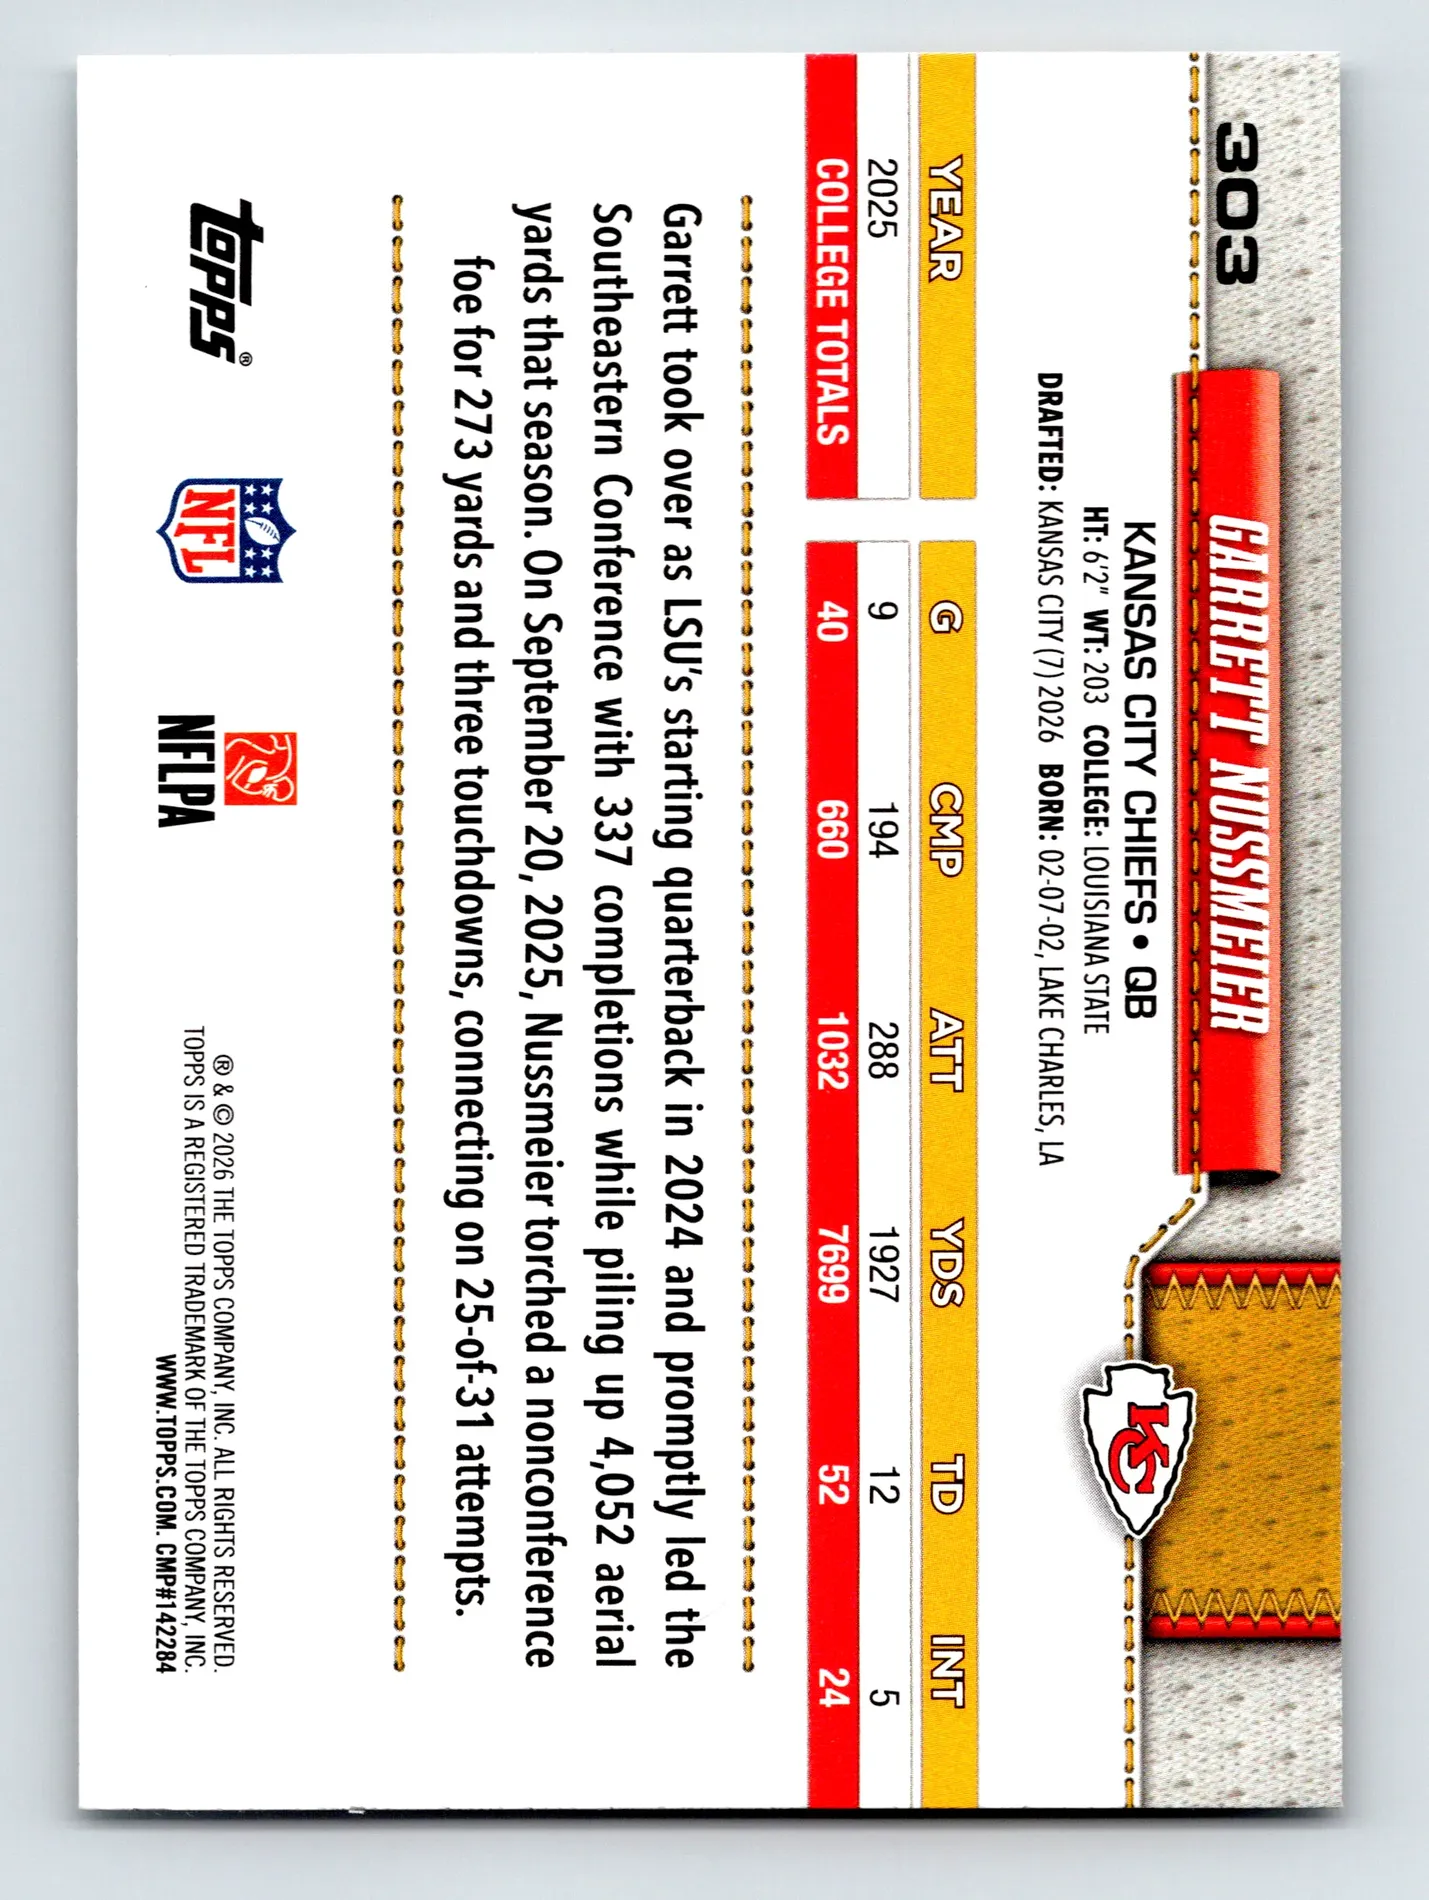 303
GARRETT NUSSMEIER
KANSAS CITY CHIEFS • QB
HT: 6'2" WT: 203 COLLEGE: LOUISIANA STATE
DRAFTED: KANSAS CITY (7) 2026 BORN: 02-07-02, LAKE CHARLES, LA
KC
YEAR G CMP ATT YDS TD INT
2025 9 194 288 1927 12 5
COLLEGE TOTALS 40 660 1032 7699 52 24
Garrett took over as LSU's starting quarterback in 2024 and promptly led the
Southeastern Conference with 337 completions while piling up 4,052 aerial
yards that season. On September 20, 2025, Nussmeier torched a nonconference
foe for 273 yards and three touchdowns, connecting on 25-of-31 attempts.
topps®
NFL
NFLPA
® & © 2026 THE TOPPS COMPANY, INC. ALL RIGHTS RESERVED.
TOPPS IS A REGISTERED TRADEMARK OF THE TOPPS COMPANY, INC.
WWW.TOPPS.COM. CMP#142284